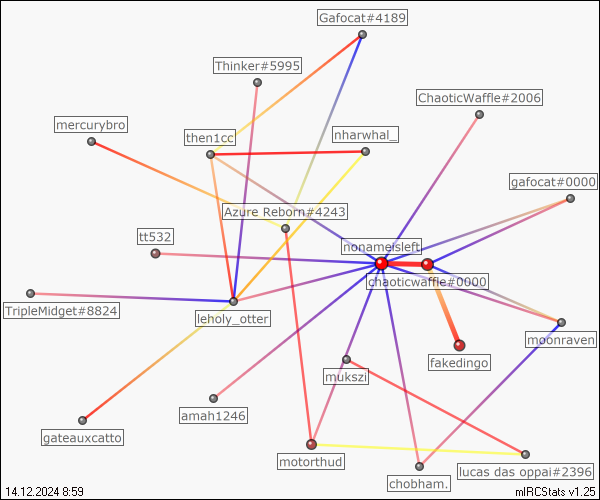 Gafocat#4189
Thinker#5995
ChaoticWaffle#2006
mercurybro
then1cc
nharwhal_
gafocat#0000
Azure Reborn#4243
tt532
nonameisleft
chaoticwaffle#0000
TripleMidget#8824
leholy_otter
moonraven
fakedingo
mukszi
amah1246
gateauxcatto
motorthud
lucas das oppai#2396
chobham.
14.12.2024 8:59
mIRCStats v1.25